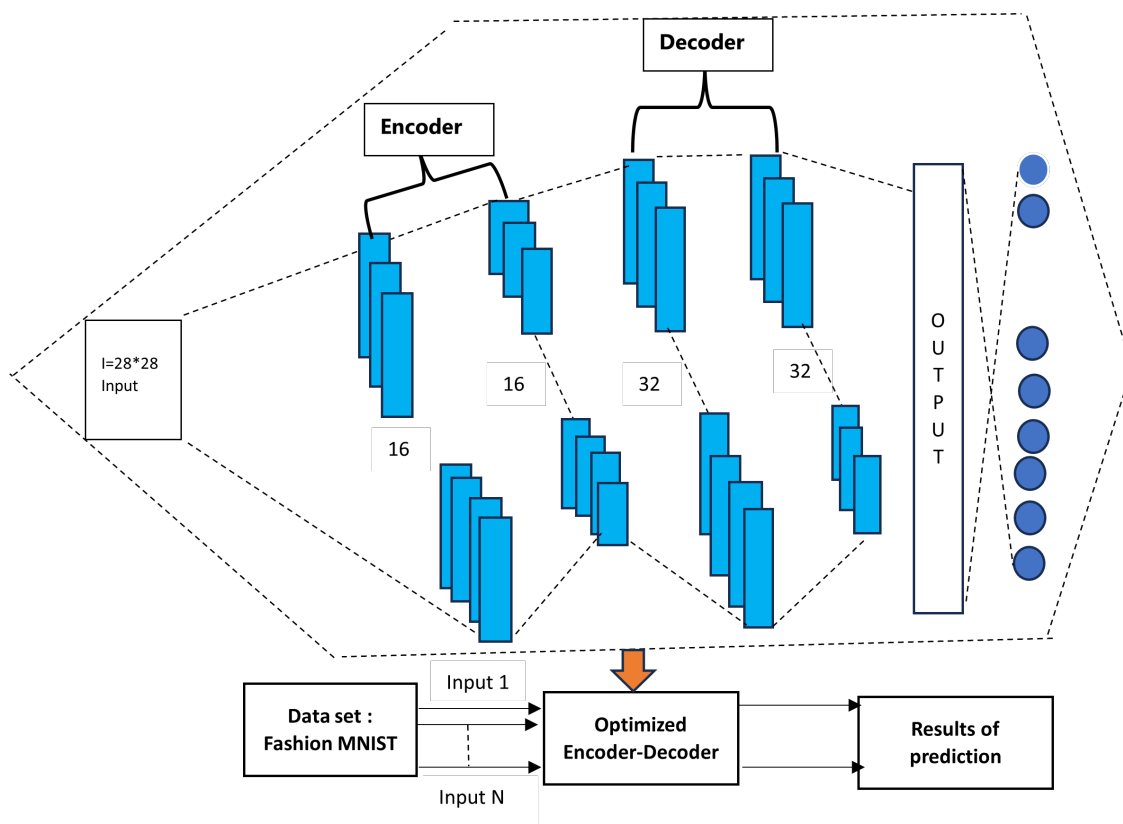 Decoder
Encoder
I=28*28
Input
16
16
32
32
O
U
T
P
U
T
Input 1
Data set :
Fashion MNIST
Input N
Optimized
Encoder-Decoder
Results of
prediction